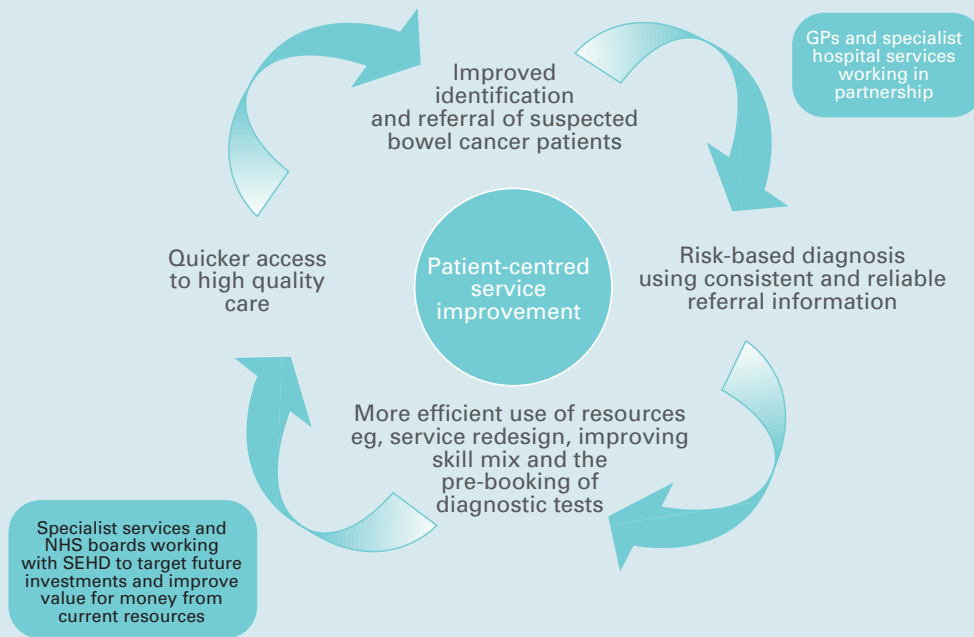 GPs and specialist
hospital services
working in
partnership
Improved
identification
and referral of suspected
bowel cancer patients
Risk-based diagnosis
using consistent and reliable
referral information
Quicker access
to high quality
care
Patient-centred
service
improvement
More efficient use of resources
eg, service redesign, improving
skill mix and the
pre-booking of
diagnostic tests
Specialist services and
NHS boards working
with SEHD to target future
investments and improve
value for money from
current resources